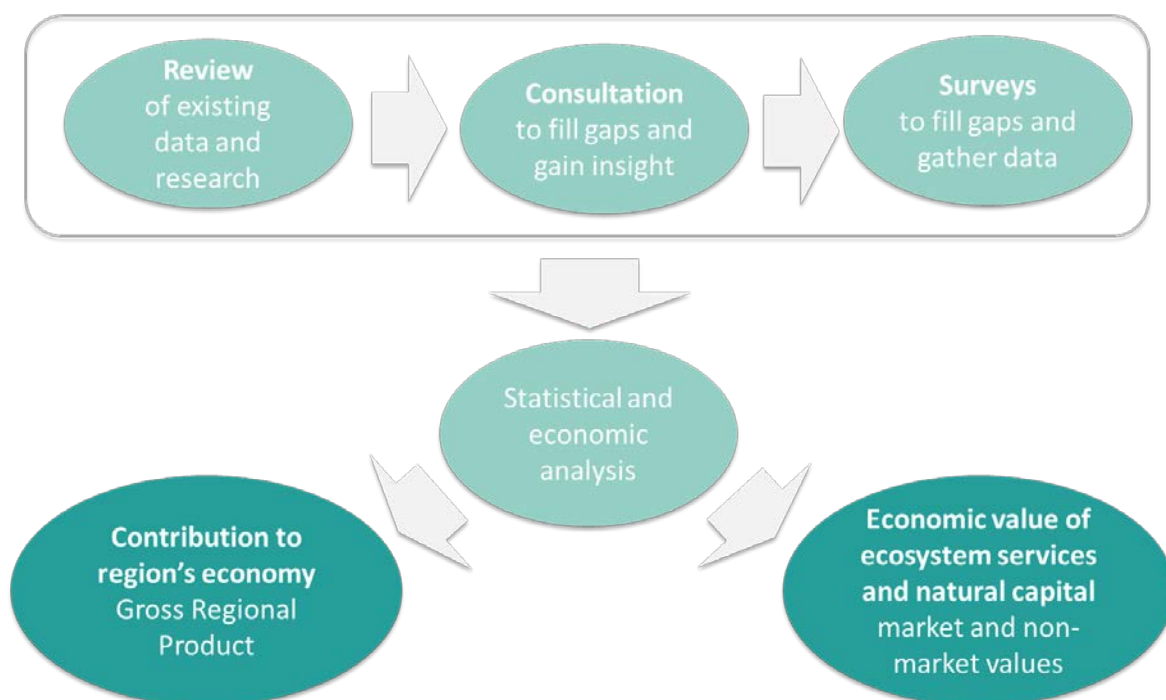 Review
of existing
data and
research
Consultation
to fill gaps and
gain insight
Surveys
to fill gaps and
gather data
Statistical and
economic
analysis
Contribution to
region's economy
Gross Regional
Product
Economic value of
ecosystem services
and natural capital
market and non-
market values